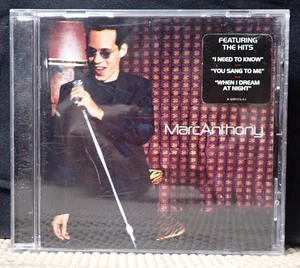 FEATURING
THE HITS
"I NEED TO KNOW"
"YOU SANG TO ME"
"WHEN I DREAM
AT NIGHT"
MarcAnthony